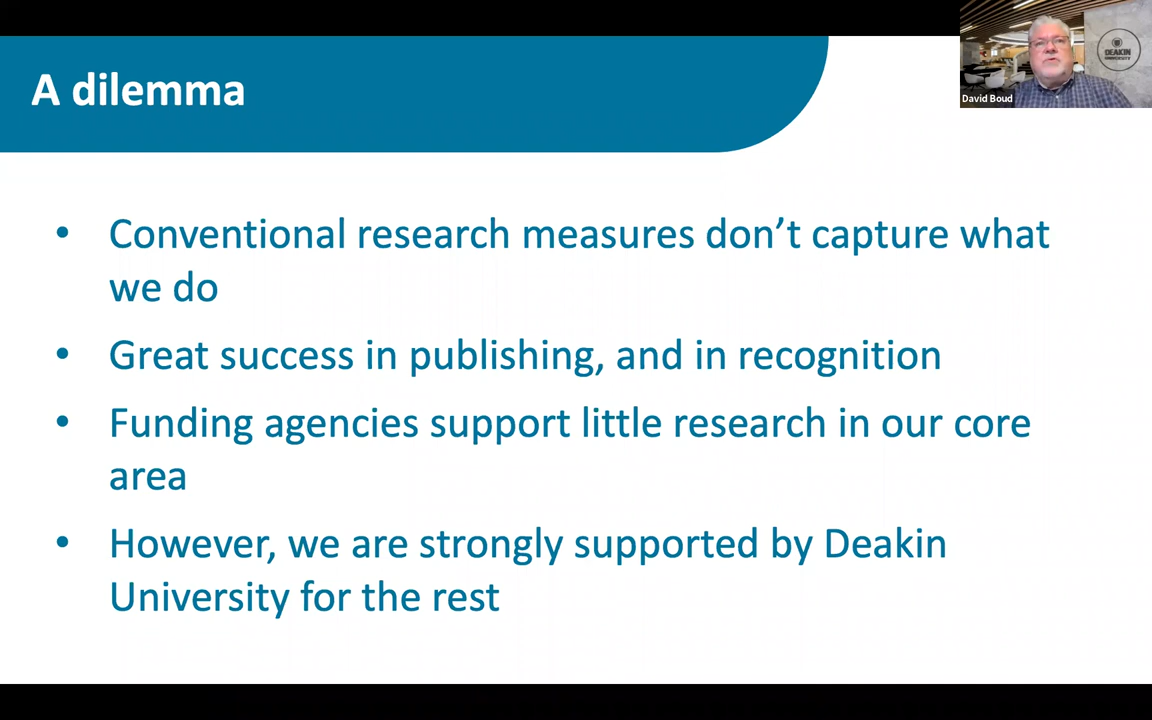 A dilemma
DEAKIN
UNIVERSITY
David Boud
• Conventional research measures don’t capture what
we do
• Great success in publishing, and in recognition
• Funding agencies support little research in our core
area
• However, we are strongly supported by Deakin
University for the rest